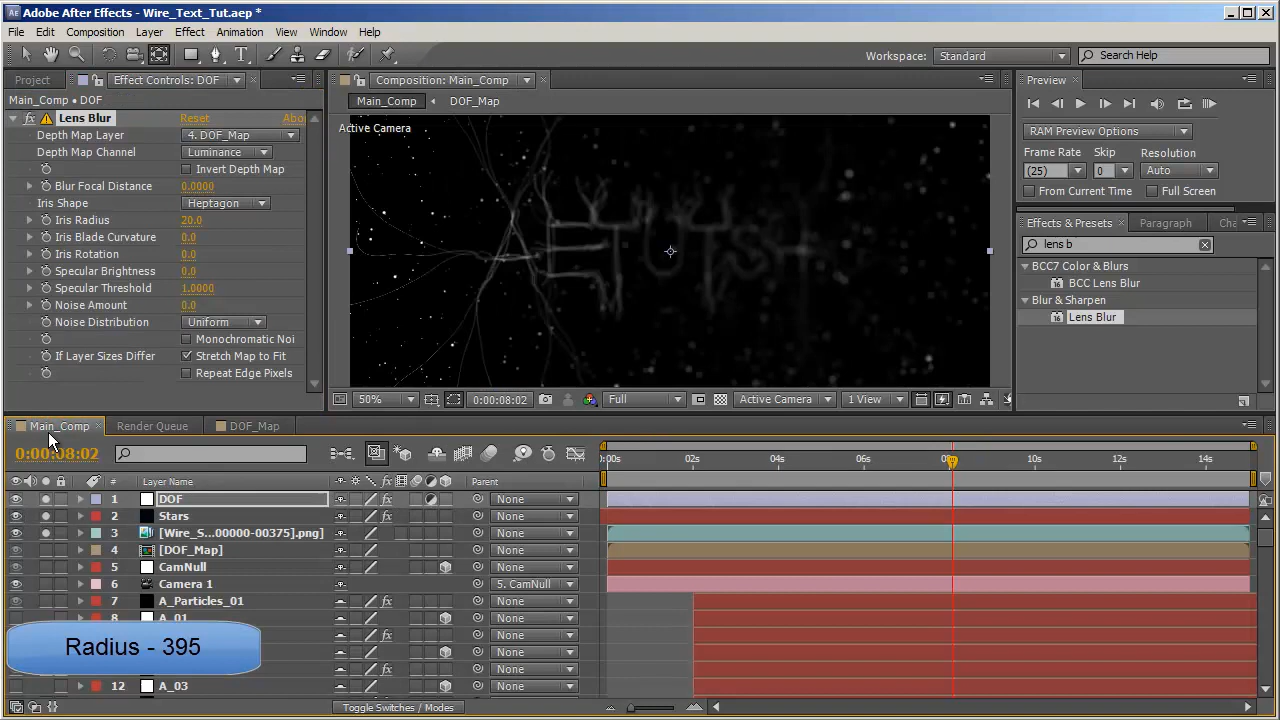 Adobe After Effects - Wire_Text_Tut.aep *
File Edit Composition Layer Effect Animation View Window Help
Workspace: Standard Search Help
Project Effect Controls: DOF
Main_Comp • DOF
fx Lens Blur Reset Abo
Depth Map Layer 4. DOF_Map
Depth Map Channel Luminance
Invert Depth Map
Blur Focal Distance 0.0000
Iris Shape Heptagon
Iris Radius 20.0
Iris Blade Curvature 0.0
Iris Rotation 0.0
Specular Brightness 0.0
Specular Threshold 1.0000
Noise Amount 0.0
Noise Distribution Uniform
Monochromatic Noi
If Layer Sizes Differ Stretch Map to Fit
Repeat Edge Pixels
Composition: Main_Comp
Main_Comp DOF_Map
Active Camera
AETUTS+
50% 0:00:08:02 Full Active Camera 1 View
Preview
RAM Preview Options
Frame Rate Skip Resolution
(25) 0 Auto
From Current Time Full Screen
Effects & Presets Paragraph Cha
lens b
BCC7 Color & Blurs
BCC Lens Blur
Blur & Sharpen
Lens Blur
Main_Comp Render Queue DOF_Map
0:00:08:02
:00s 02s 04s 06s 10s 12s 14s
# Layer Name Parent
1 DOF None
2 Stars None
3 [Wire_S...00000-00375].png] None
4 [DOF_Map] None
5 CamNull None
6 Camera 1 5. CamNull
7 A_Particles_01 None
8 A_01 None
None
None
None
12 A_03 None
Radius - 395
Toggle Switches / Modes